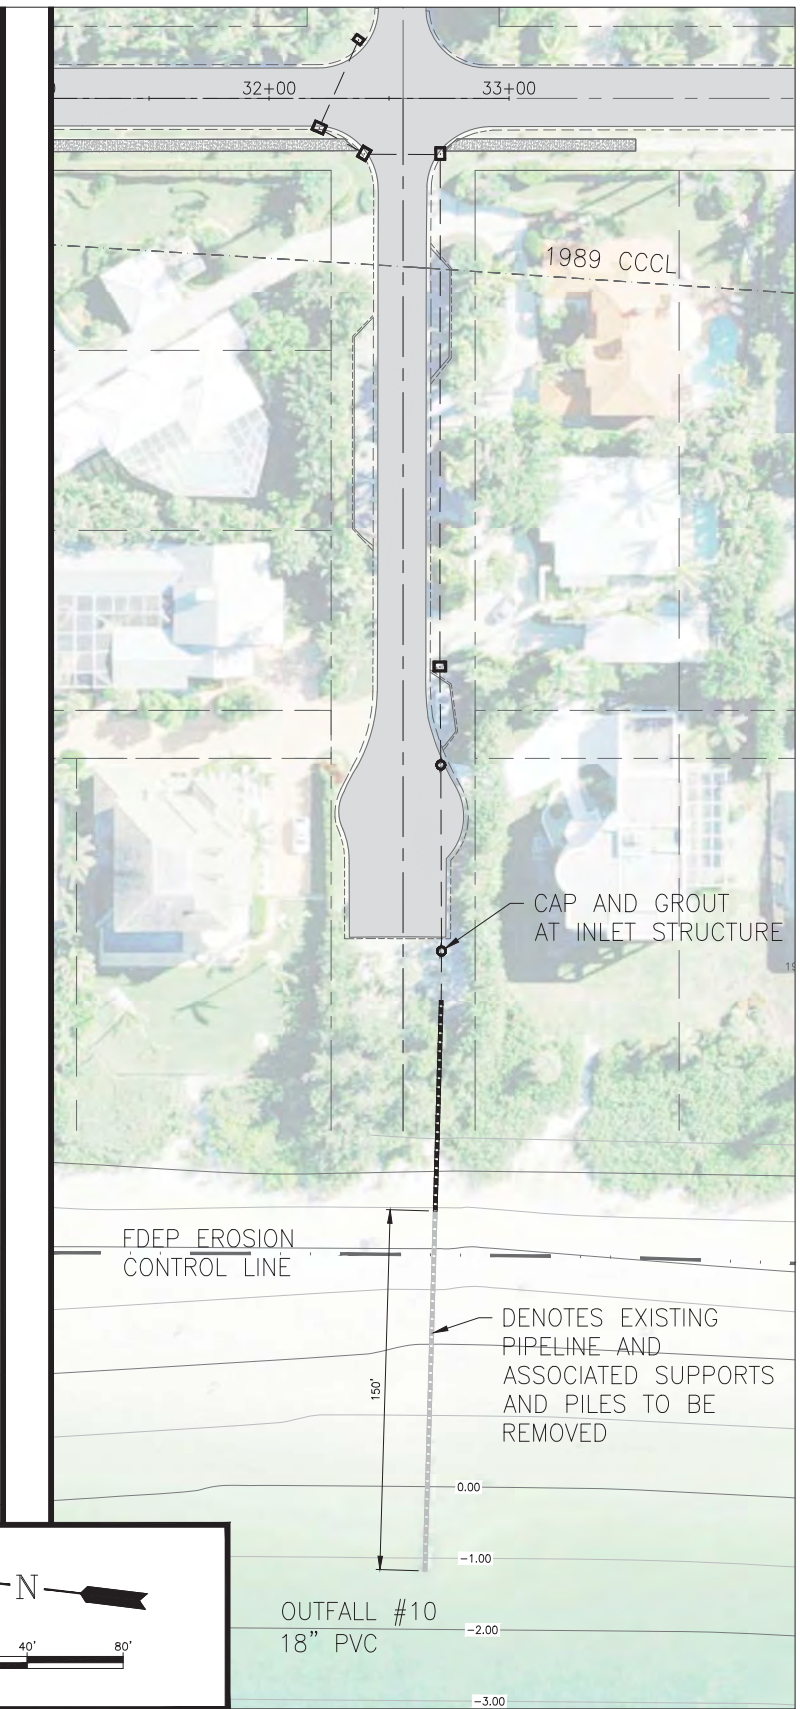 32+00
33+00
1989 CCCL
CAP AND GROUT
AT INLET STRUCTURE
FDEP EROSION
CONTROL LINE
DENOTES EXISTING
PIPELINE AND
ASSOCIATED SUPPORTS
AND PILES TO BE
REMOVED
150'
0.00
-1.00
OUTFALL #10
18" PVC
-2.00
-3.00
N
40'
80'